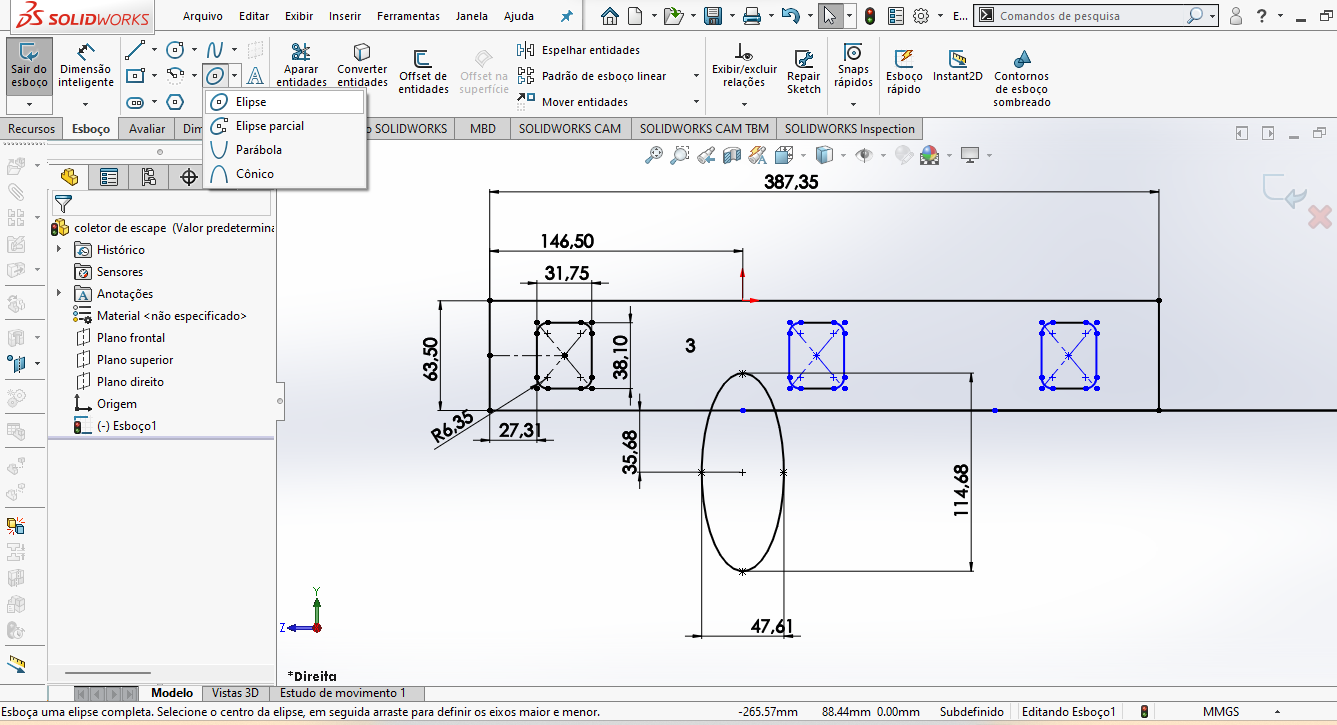 SOLIDWORKS
Arquivo Editar Exibir Inserir Ferramentas Janela Ajuda
E... Comandos de pesquisa
Sair do esboço
Dimensão inteligente
Aparar entidades
Converter entidades
Offset de entidades
Offset na superfície
Espelhar entidades
Padrão de esboço linear
Mover entidades
Exibir/excluir relações
Repair Sketch
Snaps rápidos
Esboço rápido
Instant2D
Contornos de esboço sombreado
Elipse
Elipse parcial
Parábola
Cônico
Recursos Esboço Avaliar Dim o SOLIDWORKS MBD SOLIDWORKS CAM SOLIDWORKS CAM TBM SOLIDWORKS Inspection
coletor de escape (Valor predetermina
Histórico
Sensores
Anotações
Material <não especificado>
Plano frontal
Plano superior
Plano direito
Origem
(-) Esboço1
387,35
146,50
31,75
63,50
38,10
3
R6,35
27,31
35,68
114,68
47,61
Y
Z
*Direita
Modelo Vistas 3D Estudo de movimento 1
Esboça uma elipse completa. Selecione o centro da elipse, em seguida arraste para definir os eixos maior e menor. -265.57mm 88.44mm 0.00mm Subdefinido Editando Esboço1 MMGS